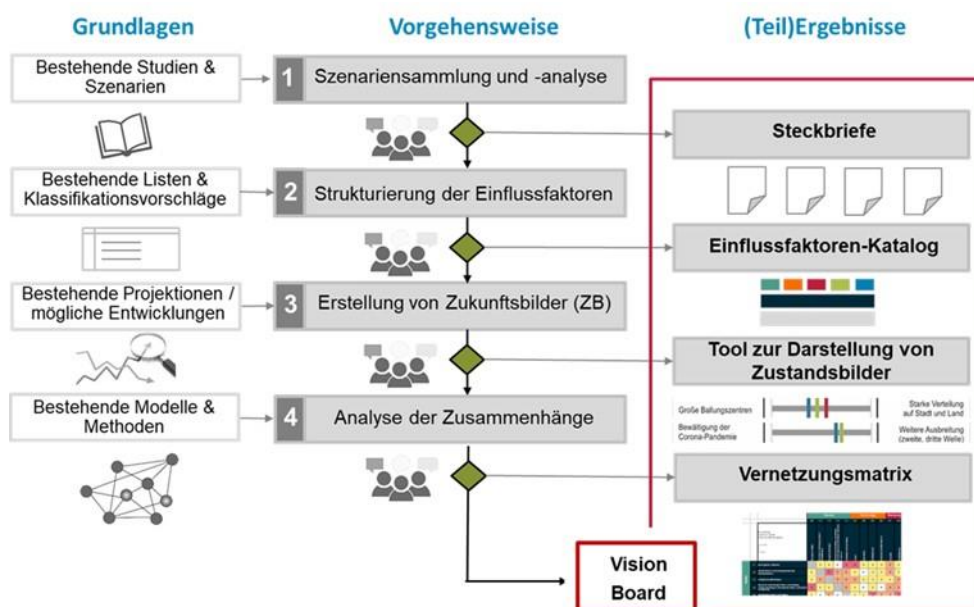 Grundlagen
Vorgehensweise
(Teil)Ergebnisse
Bestehende Studien &
Szenarien
1
Szenariensammlung und -analyse
Steckbriefe
Bestehende Listen &
Klassifikationsvorschläge
2
Strukturierung der Einflussfaktoren
Einflussfaktoren-Katalog
Bestehende Projektionen /
mögliche Entwicklungen
3
Erstellung von Zukunftsbilder (ZB)
Tool zur Darstellung von
Zustandsbilder
Große Ballungszentren
Starke Verteilung
auf Stadt und Land
Bewältigung der
Corona-Pandemie
Weitere Ausbreitung
(zweite, dritte Welle)
Bestehende Modelle &
Methoden
4
Analyse der Zusammenhänge
Vernetzungsmatrix
Vision
Board